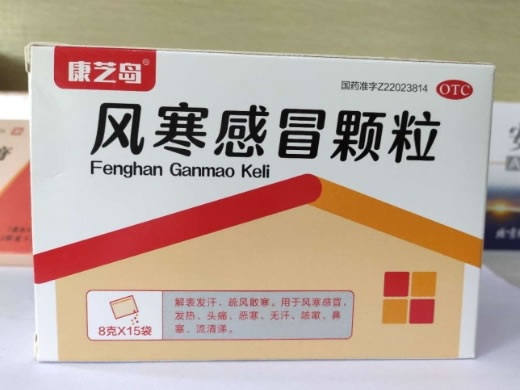 康芝岛®
国药准字Z22023814 OTC
风寒感冒颗粒
Fenghan Ganmao Keli
解表发汗，疏风散寒。用于风寒感冒，
发热、头痛、恶寒、无汗、咳嗽、鼻
塞、流清涕。
8克X15袋